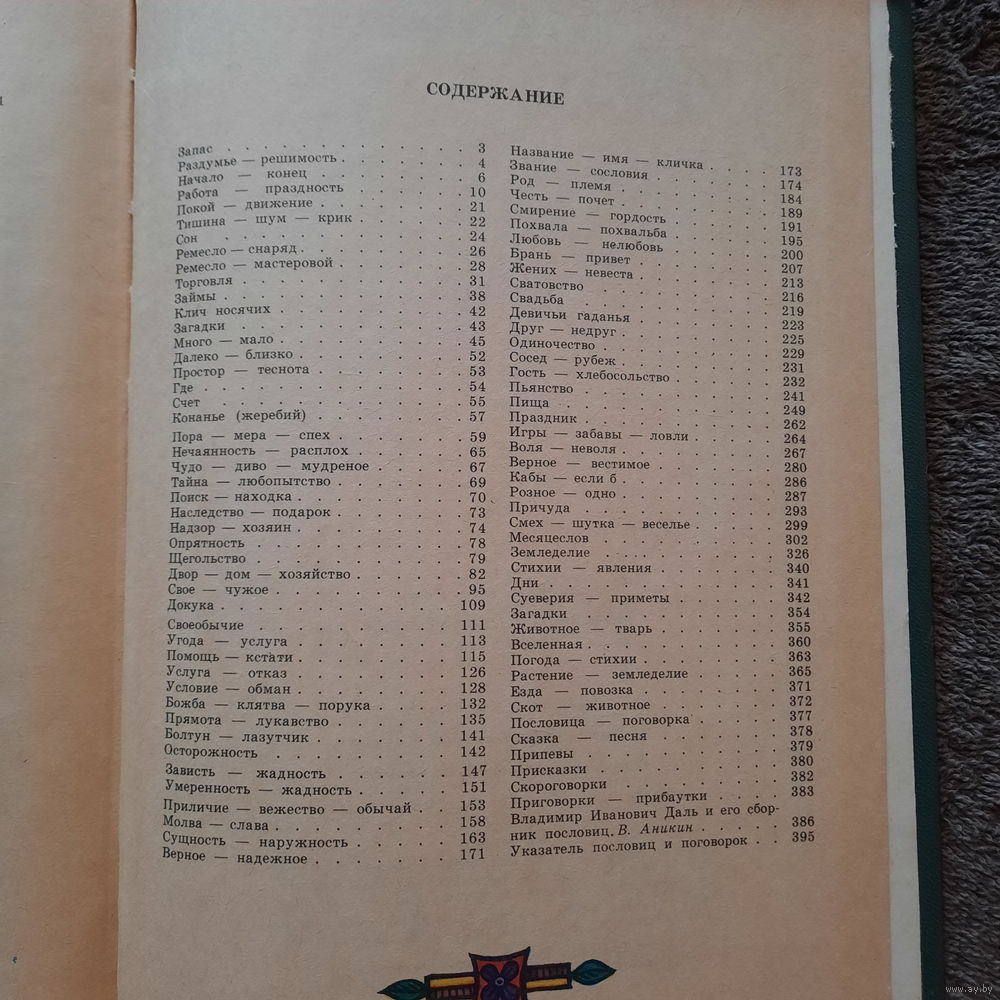 СОДЕРЖАНИЕ
Запас . . . . . . . . . . . . . 3
Раздумье — решимость . . . . . . . 4
Начало — конец . . . . . . . . 6
Работа — праздность . . . . . . . 10
Покой — движение . . . . . . . . 21
Тишина — шум — крик . . . . . . 22
Сон . . . . . . . . . . . . . 24
Ремесло — снаряд . . . . . . . . . 26
Ремесло — мастеровой . . . . . . . 28
Торговля . . . . . . . . . . . . 31
Займы . . . . . . . . . . . . . 38
Клич носячих . . . . . . . . . . 42
Загадки . . . . . . . . . . . . 43
Много — мало . . . . . . . . . . 45
Далеко — близко . . . . . . . . . 52
Простор — теснота . . . . . . . . 53
Где . . . . . . . . . . . . . . 54
Счет . . . . . . . . . . . . . 55
Конанье (жеребий) . . . . . . . . 57
Пора — мера — спех . . . . . . . 59
Нечаянность — расплох . . . . . . 65
Чудо — диво — мудреное . . . . . 67
Тайна — любопытство . . . . . . . 69
Поиск — находка . . . . . . . . . 70
Наследство — подарок . . . . . . . 73
Надзор — хозяин . . . . . . . . . 74
Опрятность . . . . . . . . . . . 78
Щегольство . . . . . . . . . . . 79
Двор — дом — хозяйство . . . . . . 82
Свое — чужое . . . . . . . . . . 95
Докука . . . . . . . . . . . . . 109
Своеобычие . . . . . . . . . . . 111
Угода — услуга . . . . . . . . . 113
Помощь — кстати . . . . . . . . . 115
Услуга — отказ . . . . . . . . . 126
Условие — обман . . . . . . . . . 128
Божба — клятва — порука . . . . . 132
Прямота — лукавство . . . . . . . 135
Болтун — лазутчик . . . . . . . . 141
Осторожность . . . . . . . . . . 142
Зависть — жадность . . . . . . . 147
Умеренность — жадность . . . . . . 151
Приличие — вежество — обычай . . 153
Молва — слава . . . . . . . . . . 158
Сущность — наружность . . . . . . 163
Верное — надежное . . . . . . . . 171
Название — имя — кличка . . . . 173
Звание — сословия . . . . . . . 174
Род — племя . . . . . . . . . 184
Честь — почет . . . . . . . . . 189
Смирение — гордость . . . . . . 191
Похвала — похвальба . . . . . . 195
Любовь — нелюбовь . . . . . . 200
Брань — привет . . . . . . . . 207
Жених — невеста . . . . . . . . 213
Сватовство . . . . . . . . . . 216
Свадьба . . . . . . . . . . . 219
Девичьи гаданья . . . . . . . . 223
Друг — недруг . . . . . . . . . 225
Одиночество . . . . . . . . . . 229
Сосед — рубеж . . . . . . . . . 231
Гость — хлебосольство . . . . . . 232
Пьянство . . . . . . . . . . . 241
Пища . . . . . . . . . . . . 249
Праздник . . . . . . . . . . . 262
Игры — забавы — ловли . . . . . 264
Воля — неволя . . . . . . . . . 267
Верное — вестимое . . . . . . . 280
Кабы — если б . . . . . . . . . 286
Розное — одно . . . . . . . . . 287
Причуда . . . . . . . . . . . 293
Смех — шутка — веселье . . . . . 299
Месяцеслов . . . . . . . . . . 302
Земледелие . . . . . . . . . . 326
Стихии — явления . . . . . . . 340
Дни . . . . . . . . . . . . . 341
Суеверия — приметы . . . . . . 342
Загадки . . . . . . . . . . . 354
Животное — тварь . . . . . . . 355
Вселенная . . . . . . . . . . . 360
Погода — стихии . . . . . . . . 363
Растение — земледелие . . . . . 365
Езда — повозка . . . . . . . . 371
Скот — животное . . . . . . . . 372
Пословица — поговорка . . . . . 377
Сказка — песня . . . . . . . . 378
Припевы . . . . . . . . . . . 379
Присказки . . . . . . . . . . 380
Скороговорки . . . . . . . . . 382
Приговорки — прибаутки . . . . 383
Владимир Иванович Даль и его сбор-
ник пословиц. В. Аникин . . . . . 386
Указатель пословиц и поговорок . . 395
www.ay.by